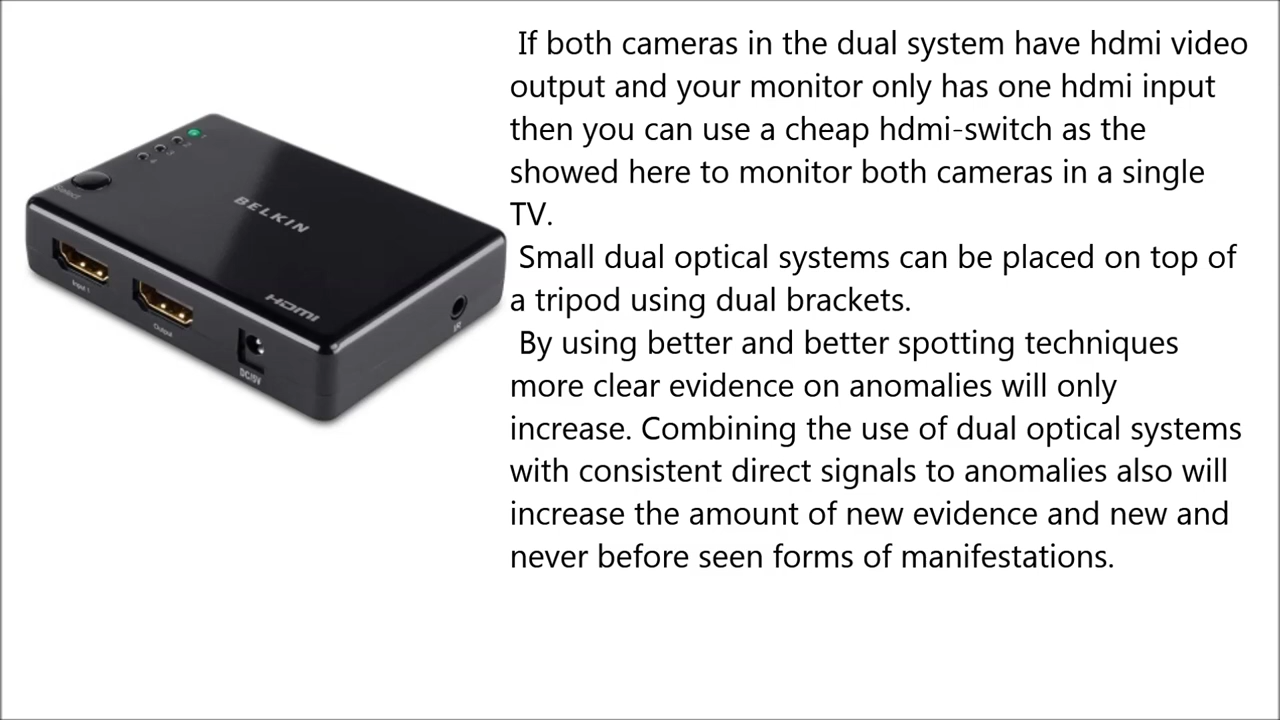 If both cameras in the dual system have hdmi video
output and your monitor only has one hdmi input
then you can use a cheap hdmi-switch as the
showed here to monitor both cameras in a single
TV.
Small dual optical systems can be placed on top of
a tripod using dual brackets.
By using better and better spotting techniques
more clear evidence on anomalies will only
increase. Combining the use of dual optical systems
with consistent direct signals to anomalies also will
increase the amount of new evidence and new and
never before seen forms of manifestations.
1
2
3
4
Select
BELKIN
HDMI
Input 1
Output
DC/5V